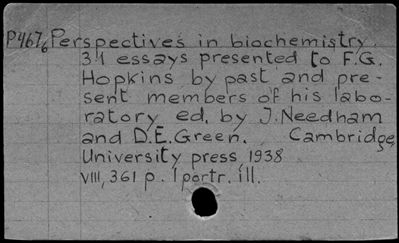 P467б Perspectives in biochemistry
31 essays presented to F.G.
Hopkins by past and pre-
sent members of his labo-
ratory ed. by J. Needham
and D.E. Green. Cambridge,
University press, 1938
VIII, 361 p. 1 portr. ill.